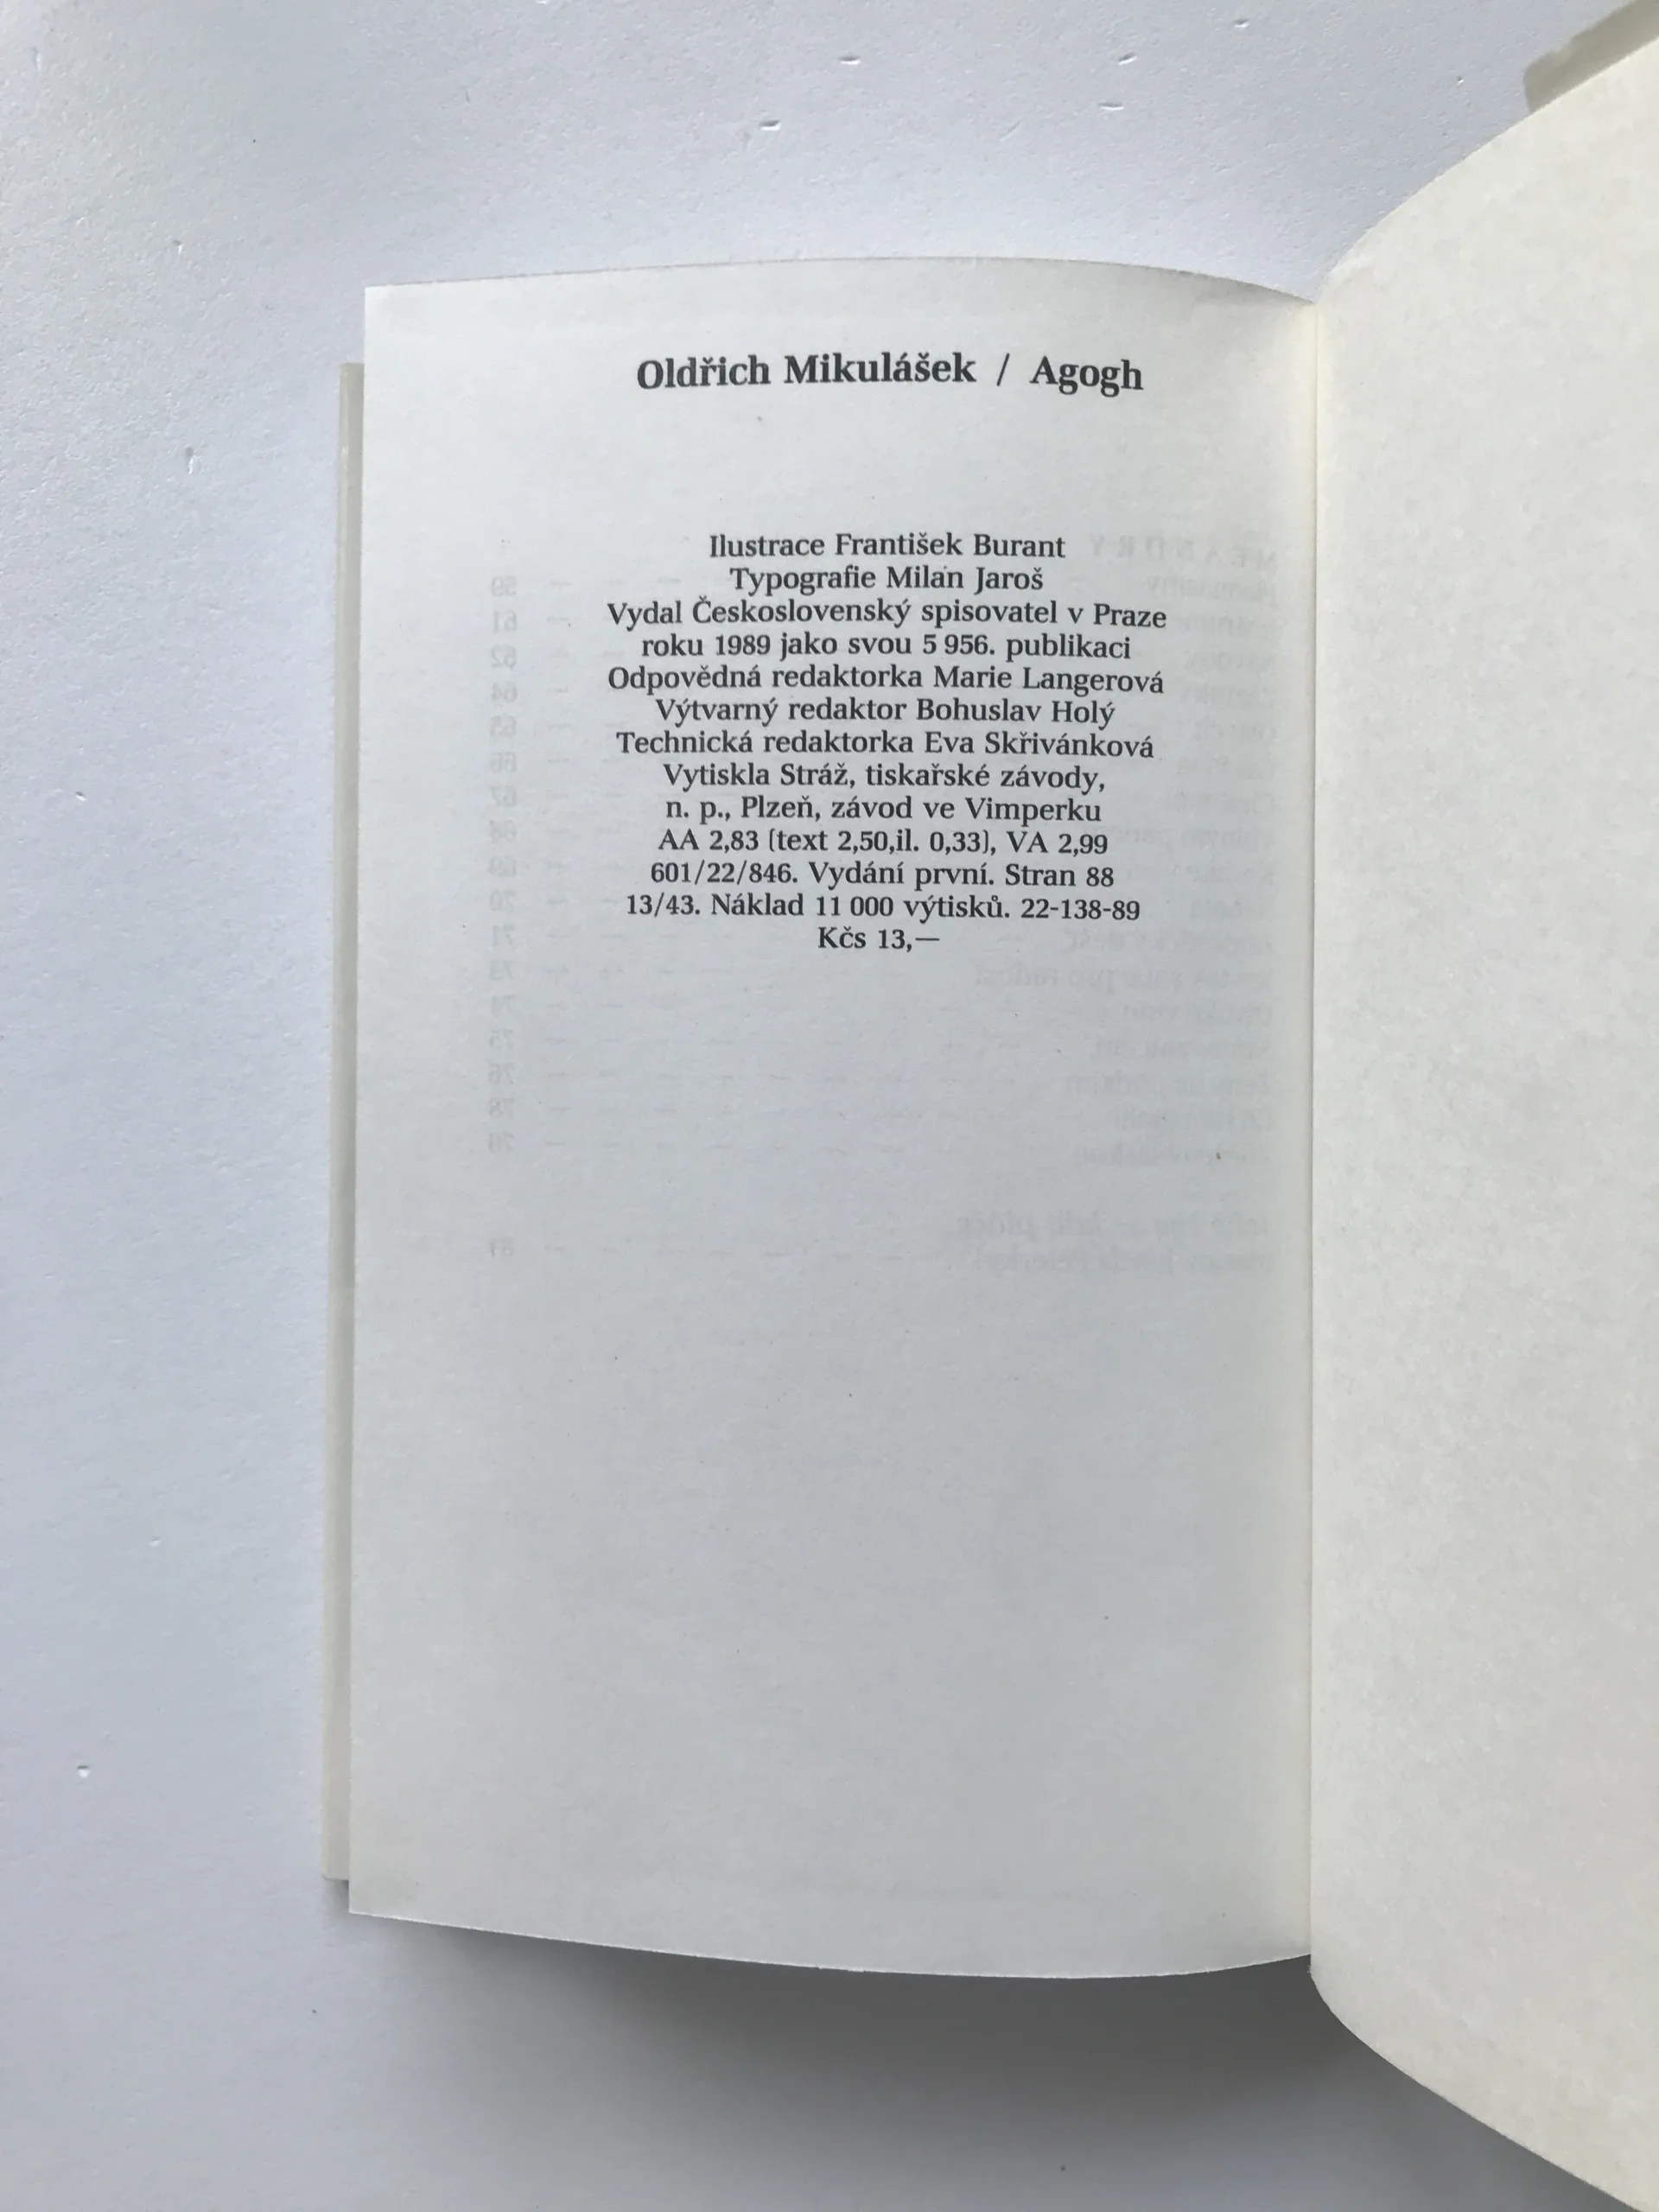 Oldřich Mikulášek / Agogh
Ilustrace František Burant
Typografie Milan Jaroš
Vydal Československý spisovatel v Praze
roku 1989 jako svou 5 956. publikaci
Odpovědná redaktorka Marie Langerová
Výtvarný redaktor Bohuslav Holý
Technická redaktorka Eva Skřivánková
Vytiskla Stráž, tiskařské závody,
n. p., Plzeň, závod ve Vimperku
AA 2,83 (text 2,50,il. 0,33), VA 2,99
601/22/846. Vydání první. Stran 88
13/43. Náklad 11 000 výtisků. 22-138-89
Kčs 13,—